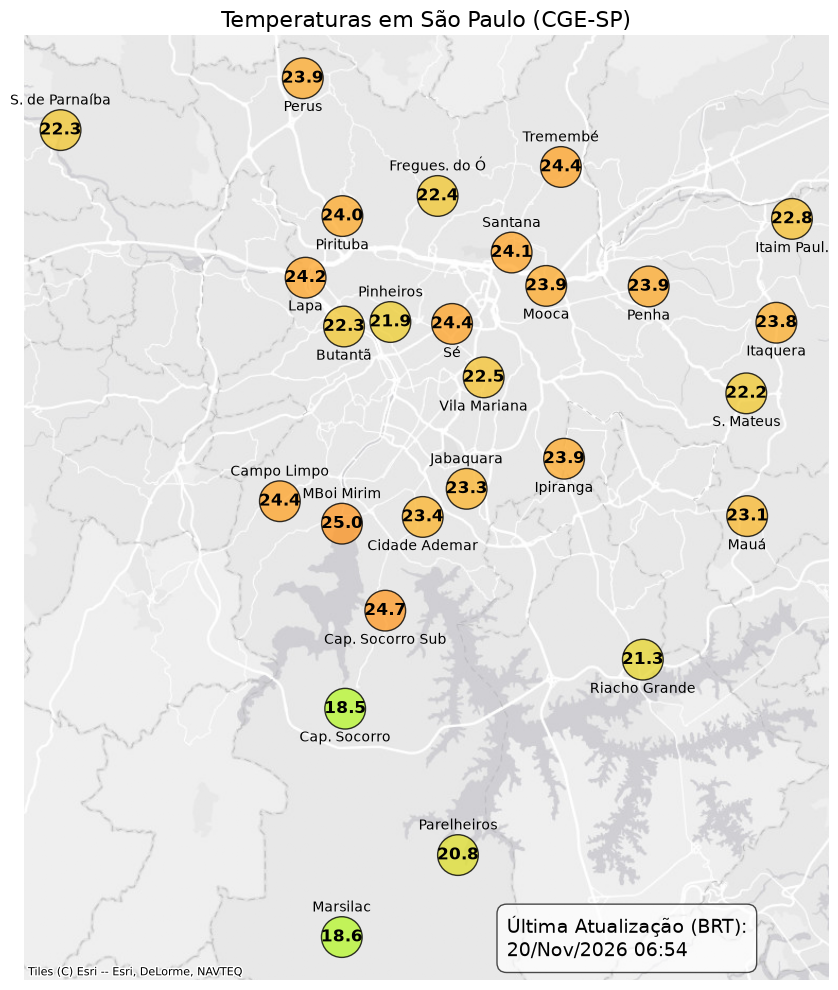 Temperaturas em São Paulo (CGE-SP)
23.9
Perus
S. de Parnaíba
22.3
Tremembé
24.4
Fregues. do Ó
22.4
24.0
Pirituba
22.8
Itaim Paul.
Santana
24.1
24.2
Lapa
23.9
Mooca
23.9
Penha
Pinheiros
21.9
22.3
Butantã
24.4
Sé
23.8
Itaquera
22.5
Vila Mariana
22.2
S. Mateus
23.9
Ipiranga
Jabaquara
23.3
Campo Limpo
24.4
MBoi Mirim
25.0
23.4
Cidade Ademar
23.1
Mauá
24.7
Cap. Socorro Sub
21.3
Riacho Grande
18.5
Cap. Socorro
Parelheiros
20.8
Marsilac
18.6
Última Atualização (BRT):
20/Nov/2026 06:54
Tiles (C) Esri -- Esri, DeLorme, NAVTEQ